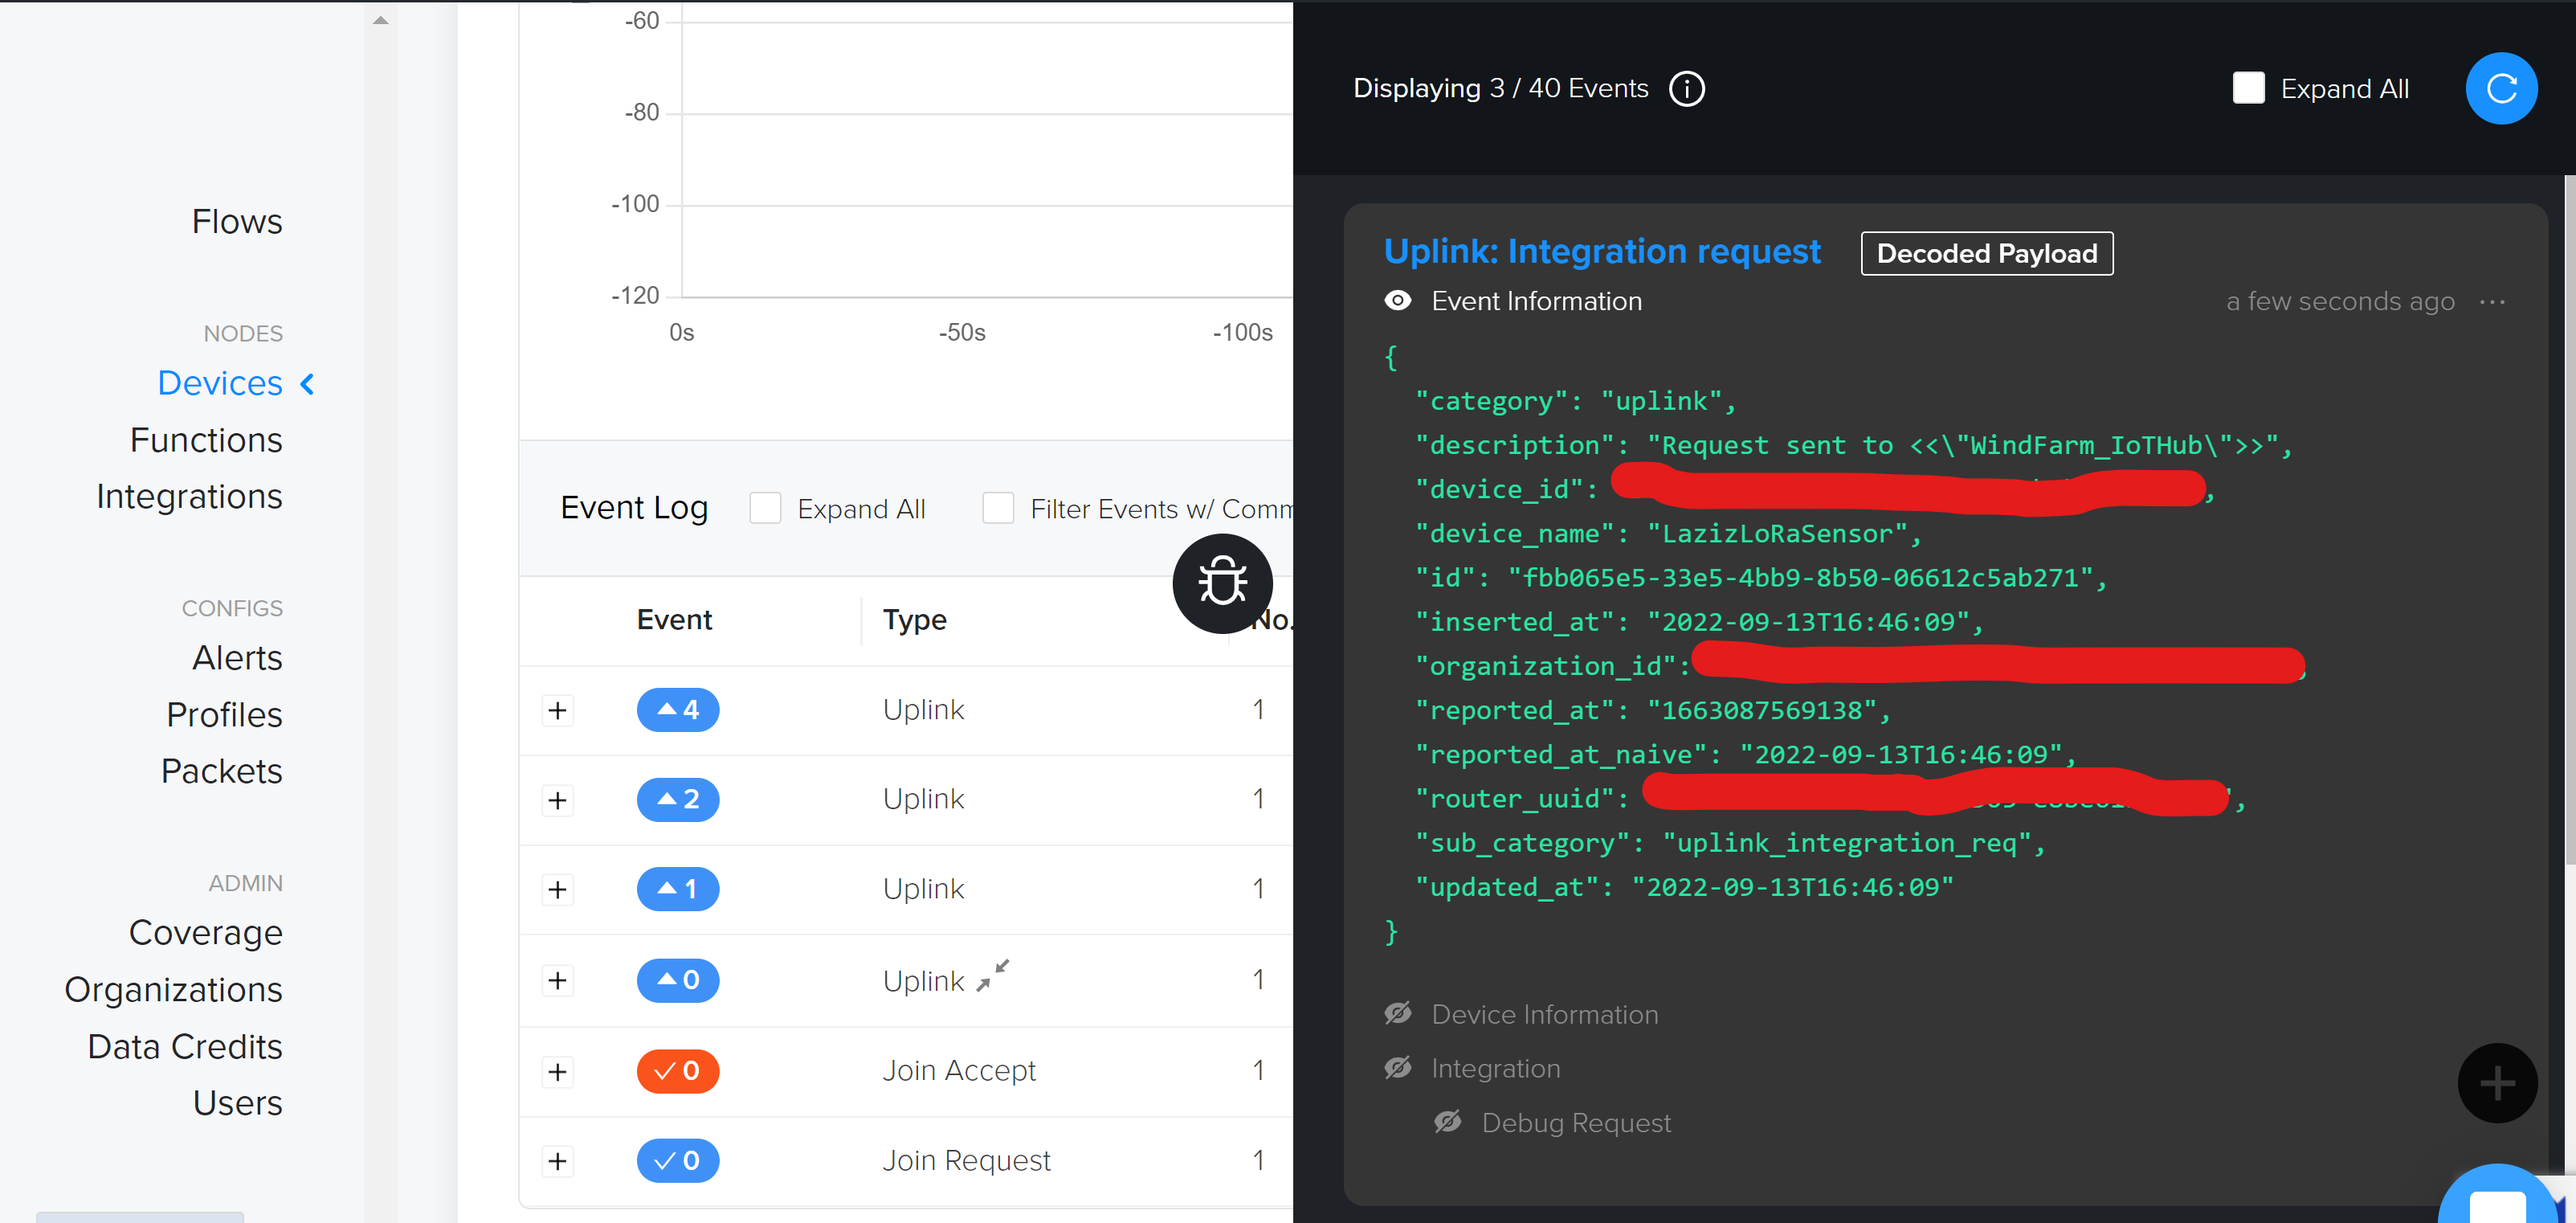 Flows
NODES
Devices
Functions
Integrations
CONFIGS
Alerts
Profiles
Packets
ADMIN
Coverage
Organizations
Data Credits
Users
-60
-80
-100
-120
0s -50s -100s
Event Log Expand All Filter Events w/ Comm
Event Type No.
4 Uplink 1
2 Uplink 1
1 Uplink 1
0 Uplink 1
0 Join Accept 1
0 Join Request 1
Displaying 3 / 40 Events Expand All
Uplink: Integration request Decoded Payload
Event Information a few seconds ago ...
{
"category": "uplink",
"description": "Request sent to <<\"WindFarm_IoTHub\">>",
"device_id": ,
"device_name": "LazizLoRaSensor",
"id": "fbb065e5-33e5-4bb9-8b50-06612c5ab271",
"inserted_at": "2022-09-13T16:46:09",
"organization_id":
"reported_at": "1663087569138",
"reported_at_naive": "2022-09-13T16:46:09",
"router_uuid": ",
"sub_category": "uplink_integration_req",
"updated_at": "2022-09-13T16:46:09"
}
Device Information
Integration
Debug Request